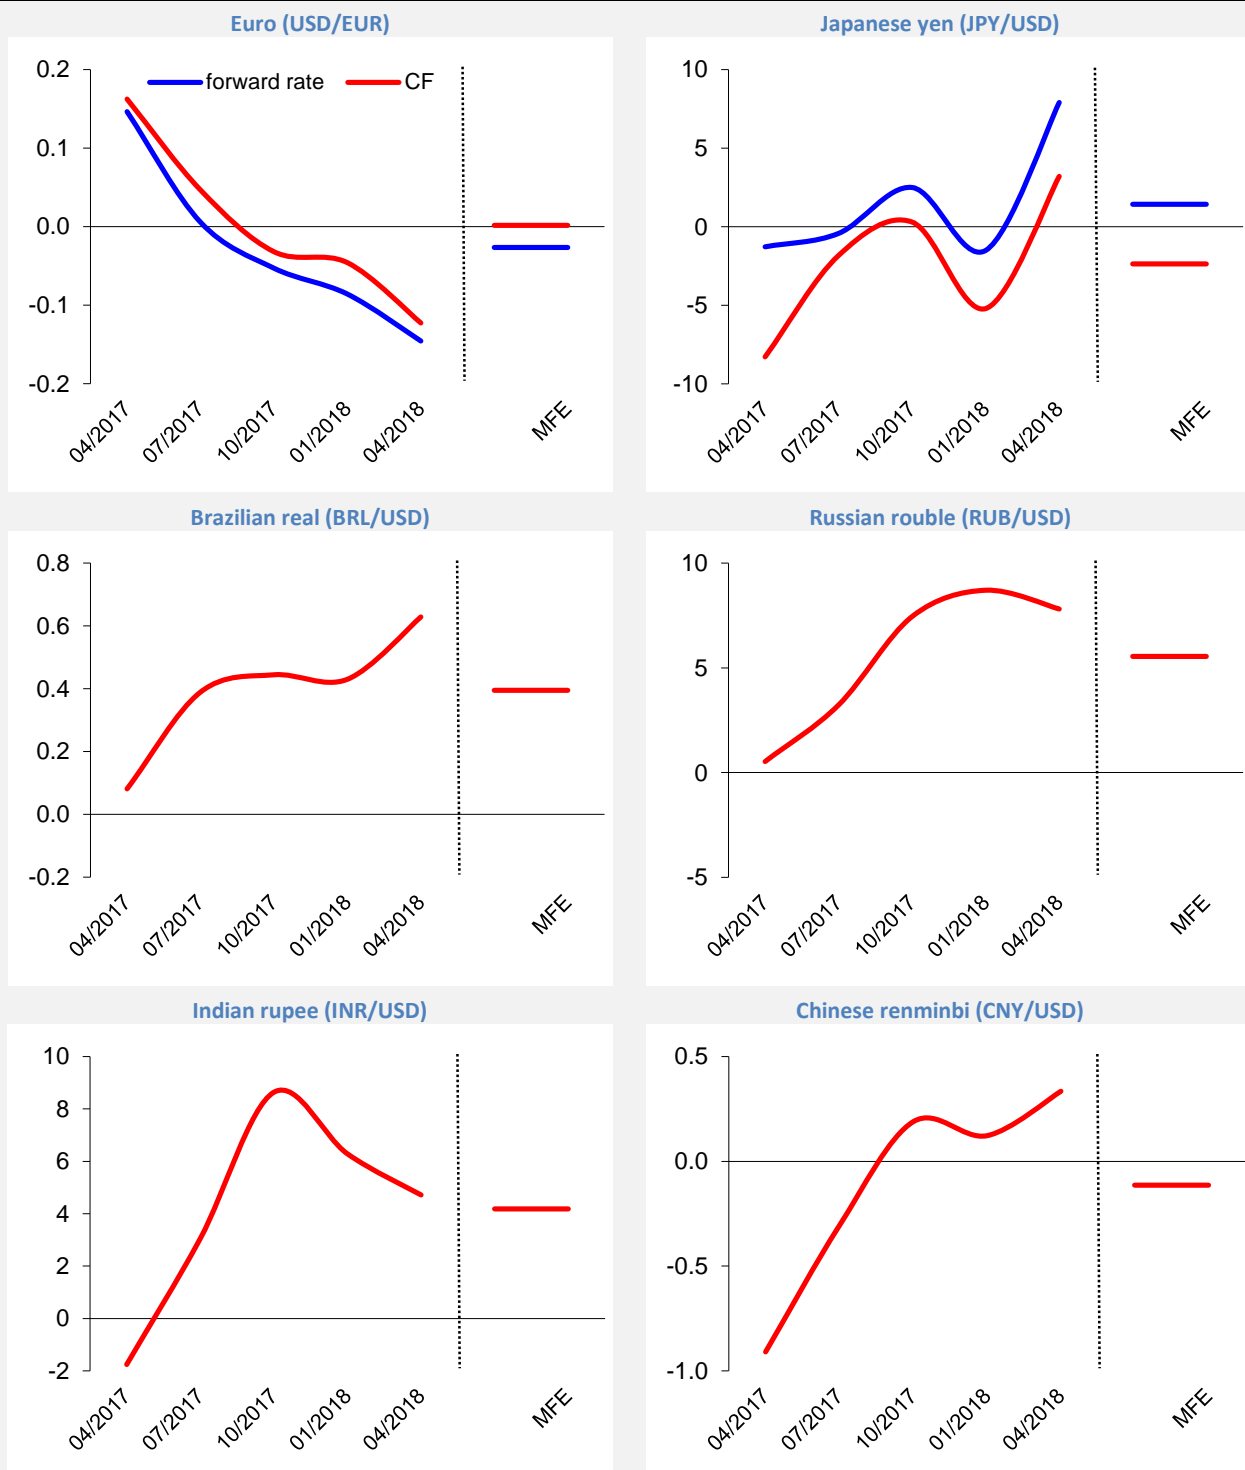 Euro (USD/EUR)
0.2
0.1
0.0
-0.1
-0.2
forward rate CF
04/2017 07/2017 10/2017 01/2018 04/2018 MFE
Japanese yen (JPY/USD)
10
5
0
-5
-10
04/2017 07/2017 10/2017 01/2018 04/2018 MFE
Brazilian real (BRL/USD)
0.8
0.6
0.4
0.2
0.0
-0.2
04/2017 07/2017 10/2017 01/2018 04/2018 MFE
Russian rouble (RUB/USD)
10
5
0
-5
04/2017 07/2017 10/2017 01/2018 04/2018 MFE
Indian rupee (INR/USD)
10
8
6
4
2
0
-2
04/2017 07/2017 10/2017 01/2018 04/2018 MFE
Chinese renminbi (CNY/USD)
0.5
0.0
-0.5
-1.0
04/2017 07/2017 10/2017 01/2018 04/2018 MFE